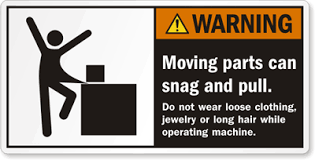 WARNING
Moving parts can
snag and pull.
Do not wear loose clothing,
jewelry or long hair while
operating machine.